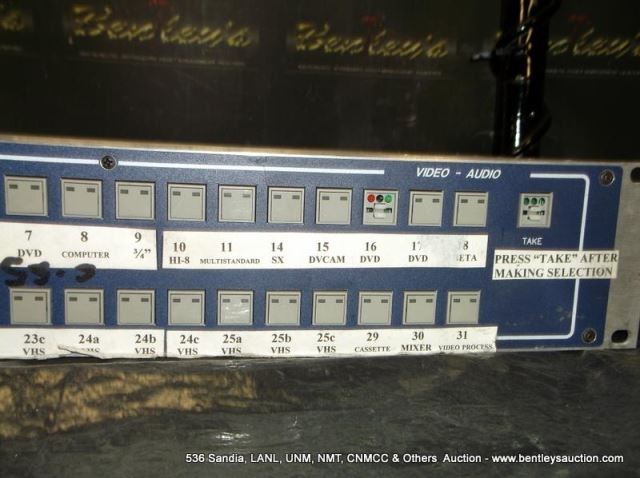 Bentley's Bentley's
VIDEO - AUDIO
TAKE
7 8 9 10 11 14 15 16 17
DVD COMPUTER ¾" HI-8 MULTISTANDARD SX DVCAM DVD DVD
PRESS "TAKE" AFTER
MAKING SELECTION
23c 24a 24b 24c 25a 25b 25c 29 30 31
VHS VHS VHS VHS VHS VHS CASSETTE MIXER VIDEO PROCESS
536 Sandia, LANL, UNM, NMT, CNMCC & Others Auction - www.bentleysauction.com